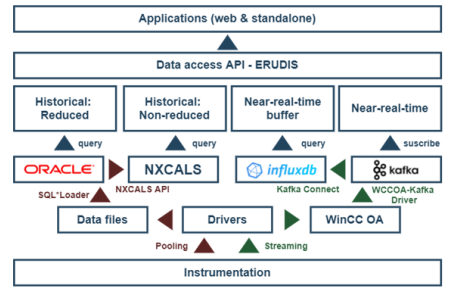 Applications (web & standalone)
Data access API - ERUDIS
Historical:
Reduced
Historical:
Non-reduced
Near-real-time
buffer
Near-real-time
query
query
query
suscribe
ORACLE
NXCALS
influxdb
kafka
SQL*Loader
NXCALS API
Kafka Connect
WCCOA-Kafka
Driver
Data files
Drivers
WinCC OA
Pooling
Streaming
Instrumentation